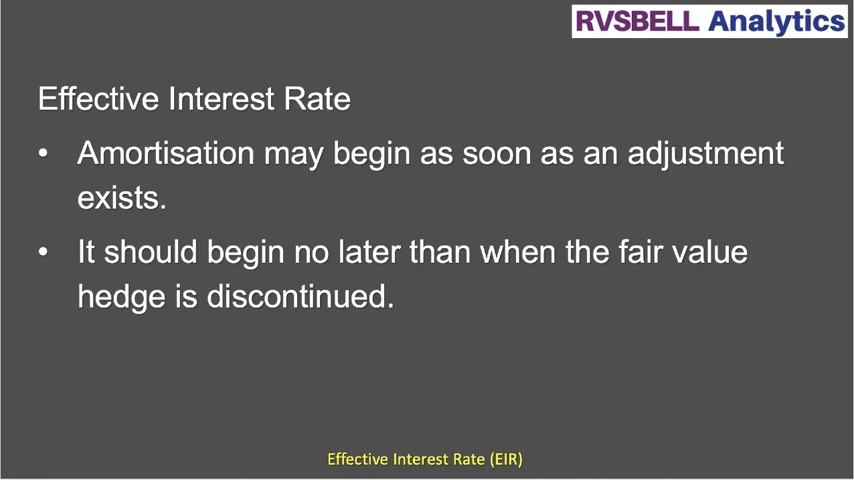 RVSBELL Analytics
Effective Interest Rate
• Amortisation may begin as soon as an adjustment
exists.
• It should begin no later than when the fair value
hedge is discontinued.
Effective Interest Rate (EIR)